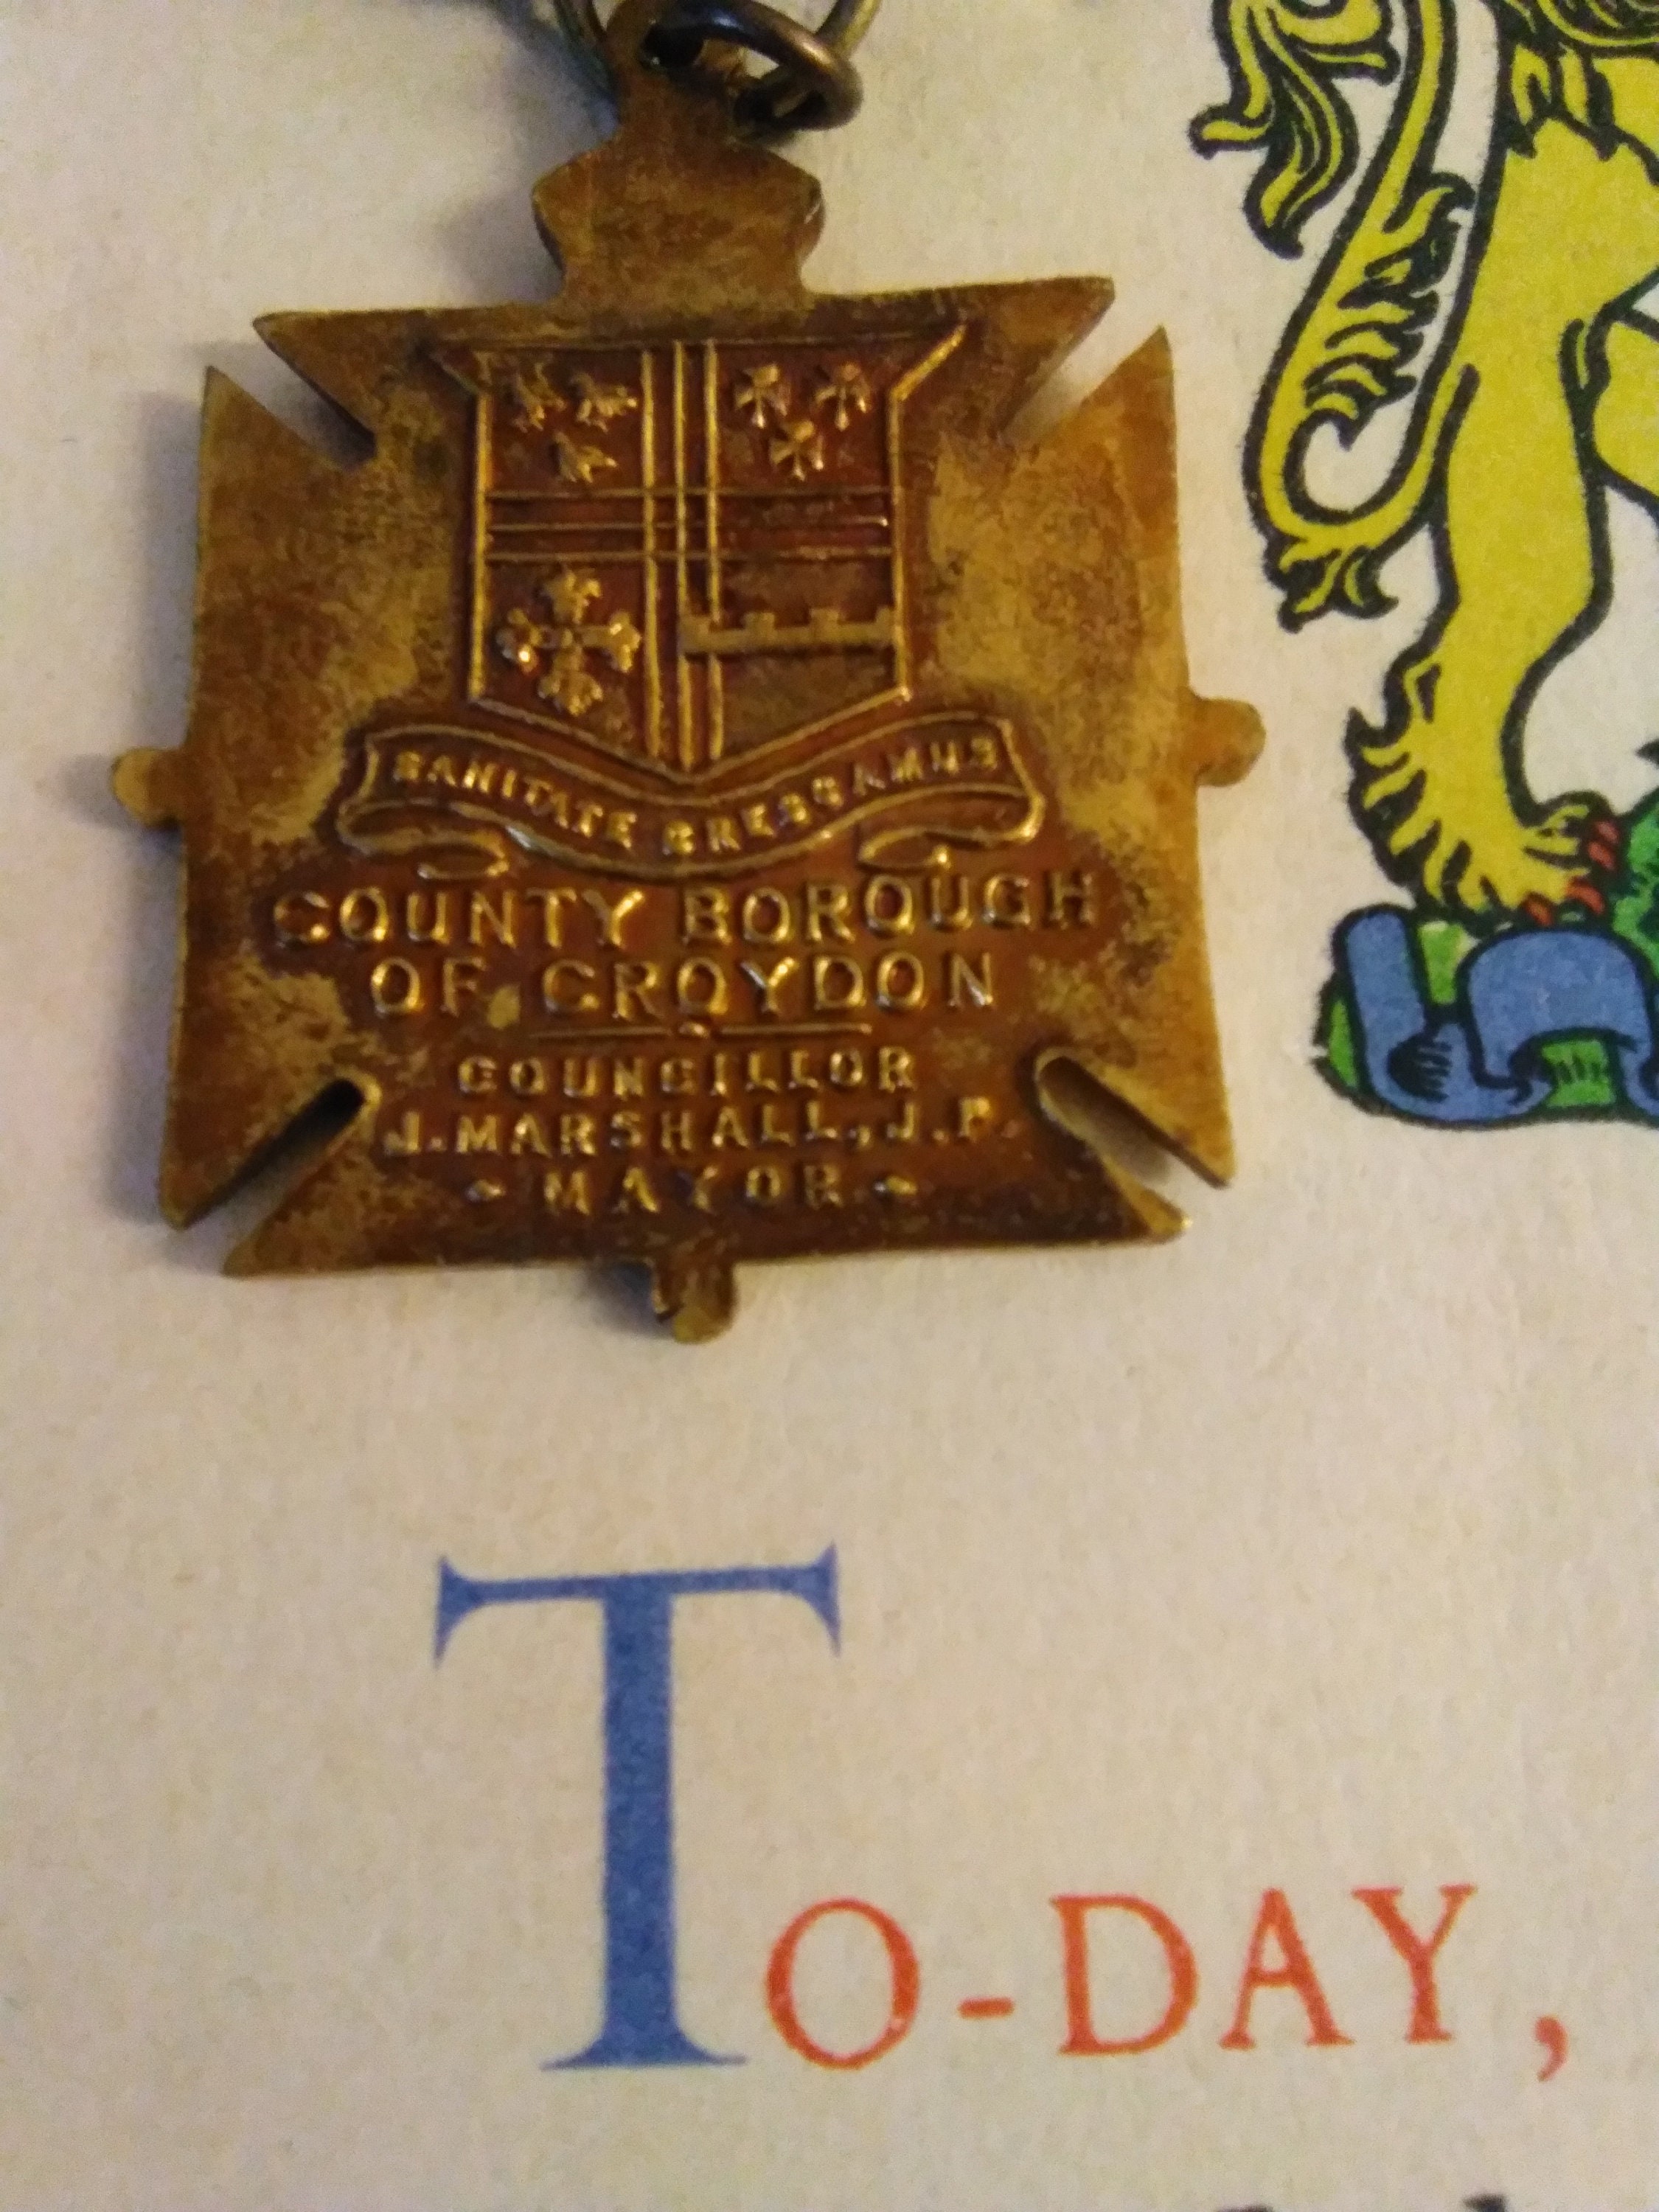 SANITATE CRESCAMUS
COUNTY BOROUGH
OF CROYDON
COUNCILLOR
J. MARSHALL, J.P.
- MAYOR -
TO-DAY,